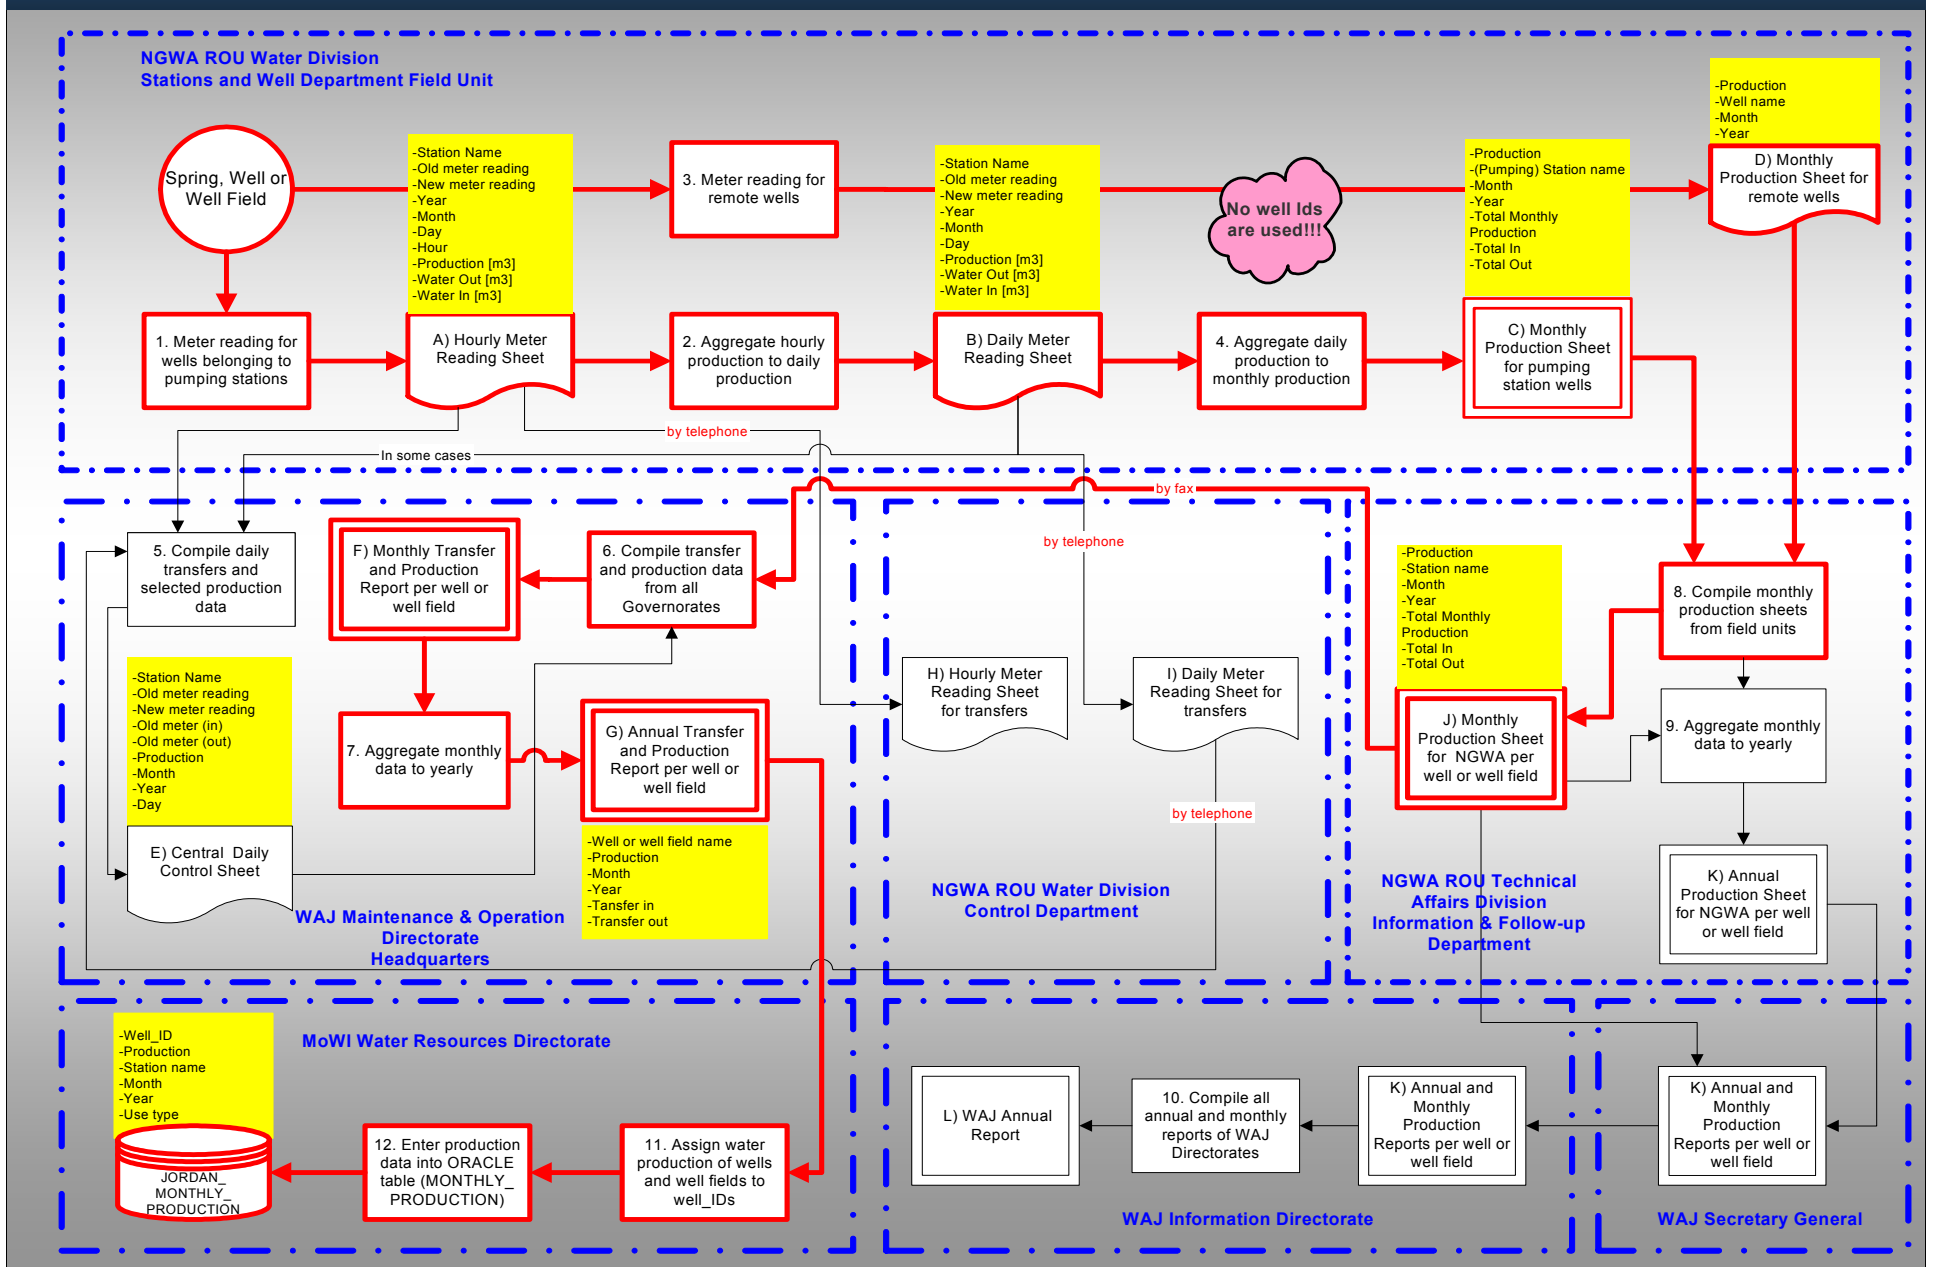 NGWA ROU Water Division
Stations and Well Department Field Unit
-Production
-Well name
-Month
-Year
D) Monthly
Production Sheet for
remote wells
Spring, Well or
Well Field
-Station Name
-Old meter reading
-New meter reading
-Year
-Month
-Day
-Hour
-Production [m3]
-Water Out [m3]
-Water In [m3]
3. Meter reading for
remote wells
-Station Name
-Old meter reading
-New meter reading
-Year
-Month
-Day
-Production [m3]
-Water Out [m3]
-Water In [m3]
No well Ids
are used!!!
-Production
-(Pumping) Station name
-Month
-Year
-Total Monthly
Production
-Total In
-Total Out
1. Meter reading for
wells belonging to
pumping stations
A) Hourly Meter
Reading Sheet
2. Aggregate hourly
production to daily
production
B) Daily Meter
Reading Sheet
4. Aggregate daily
production to
monthly production
C) Monthly
Production Sheet
for pumping
station wells
by telephone
In some cases
by fax
by telephone
5. Compile daily
transfers and
selected production
data
F) Monthly Transfer
and Production
Report per well or
well field
6. Compile transfer
and production data
from all
Governorates
-Production
-Station name
-Month
-Year
-Total Monthly
Production
-Total In
-Total Out
8. Compile monthly
production sheets
from field units
-Station Name
-Old meter reading
-New meter reading
-Old meter (in)
-Old meter (out)
-Production
-Month
-Year
-Day
H) Hourly Meter
Reading Sheet
for transfers
I) Daily Meter
Reading Sheet for
transfers
7. Aggregate monthly
data to yearly
G) Annual Transfer
and Production
Report per well or
well field
J) Monthly
Production Sheet
for NGWA per
well or well field
9. Aggregate monthly
data to yearly
by telephone
E) Central Daily
Control Sheet
-Well or well field name
-Production
-Month
-Year
-Tansfer in
-Transfer out
WAJ Maintenance & Operation
Directorate
Headquarters
NGWA ROU Water Division
Control Department
NGWA ROU Technical
Affairs Division
Information & Follow-up
Department
K) Annual
Production Sheet
for NGWA per well
or well field
-Well_ID
-Production
-Station name
-Month
-Year
-Use type
MoWI Water Resources Directorate
JORDAN_
MONTHLY_
PRODUCTION
12. Enter production
data into ORACLE
table (MONTHLY_
PRODUCTION)
11. Assign water
production of wells
and well fields to
well_IDs
L) WAJ Annual
Report
10. Compile all
annual and monthly
reports of WAJ
Directorates
K) Annual and
Monthly
Production
Reports per well or
well field
K) Annual and
Monthly
Production
Reports per well or
well field
WAJ Information Directorate
WAJ Secretary General